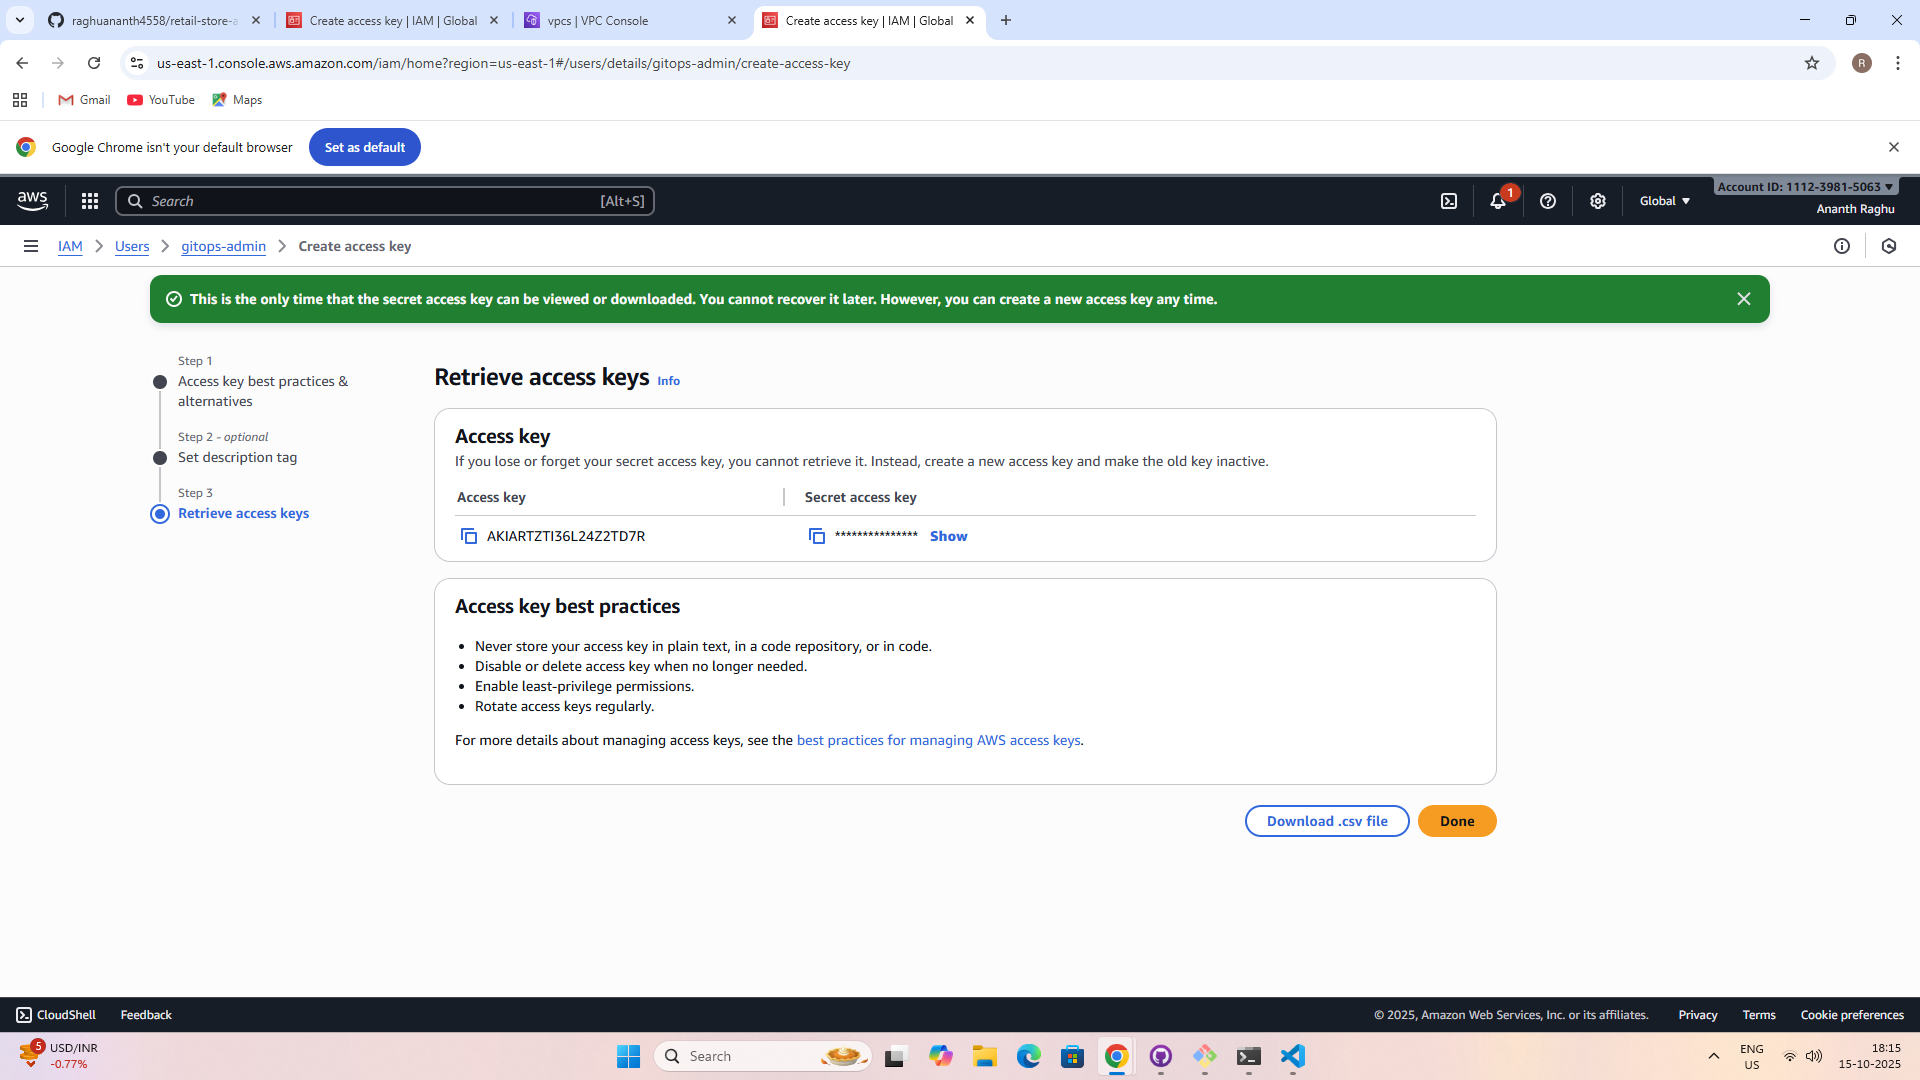 raghuananth4558/retail-store-a
Create access key | IAM | Global
vpcs | VPC Console
Create access key | IAM | Global
us-east-1.console.aws.amazon.com/iam/home?region=us-east-1#/users/details/gitops-admin/create-access-key
R
Gmail
YouTube
Maps
Google Chrome isn't your default browser
Set as default
aws
Search
[Alt+S]
1
Global
Account ID: 1112-3981-5063
Ananth Raghu
IAM
Users
gitops-admin
Create access key
This is the only time that the secret access key can be viewed or downloaded. You cannot recover it later. However, you can create a new access key any time.
Step 1
Access key best practices &
alternatives
Step 2 - optional
Set description tag
Step 3
Retrieve access keys
Retrieve access keys Info
Access key
If you lose or forget your secret access key, you cannot retrieve it. Instead, create a new access key and make the old key inactive.
Access key
Secret access key
AKIARTZTI36L24Z2TD7R
***************
Show
Access key best practices
• Never store your access key in plain text, in a code repository, or in code.
• Disable or delete access key when no longer needed.
• Enable least-privilege permissions.
• Rotate access keys regularly.
For more details about managing access keys, see the best practices for managing AWS access keys.
Download .csv file
Done
CloudShell
Feedback
© 2025, Amazon Web Services, Inc. or its affiliates.
Privacy
Terms
Cookie preferences
5
USD/INR
-0.77%
Search
ENG
US
18:15
15-10-2025